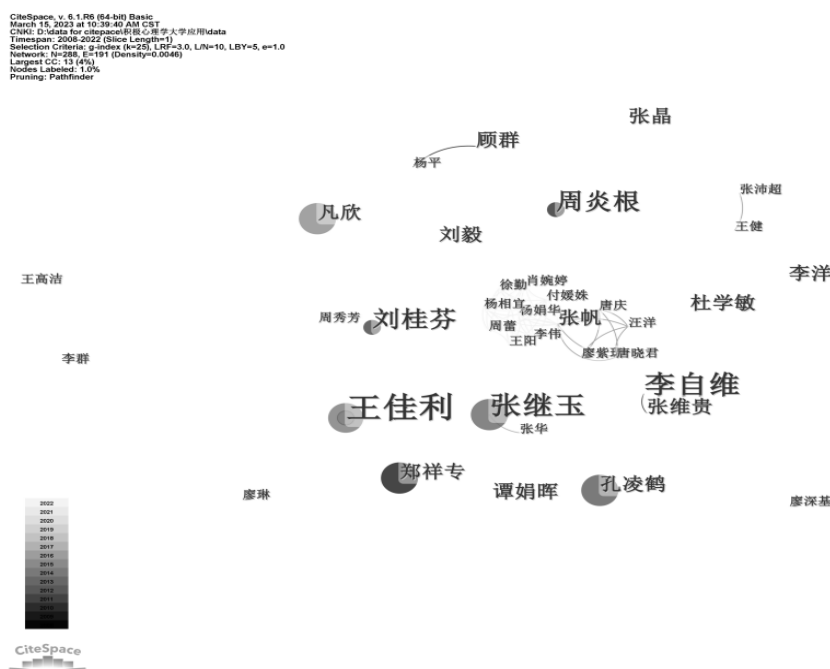 CiteSpace, v. 6.1.R6 (64-bit) Basic
March 15, 2023 at 10:39:40 AM CST
CNKI: D:\data for citepace\积极心理学大学应用\data
Timespan: 2008-2022 (Slice Length=1)
Selection Criteria: g-index (k=25), LRF=3.0, L/N=10, LBY=5, e=1.0
Network: N=288, E=191 (Density=0.0046)
Largest CC: 13 (4%)
Nodes Labeled: 1.0%
Pruning: Pathfinder
张晶
顾群
杨平
张沛超
周炎根
凡欣
王健
刘毅
李洋
王高洁
徐勤
肖婉婷
付媛姝
杨相宜
汤娟华
唐庆
杜学敏
周秀芳
刘桂芬
张帆
汪洋
周蕾
李伟
王阳
唐晓君
李群
李自维
王佳利
张继玉
张维贵
张华
郑祥专
孔凌鹤
谭娟晖
廖琳
廖深基
2022
2021
2020
2019
2018
2017
2016
2015
2014
2013
2012
2011
2010
CiteSpace